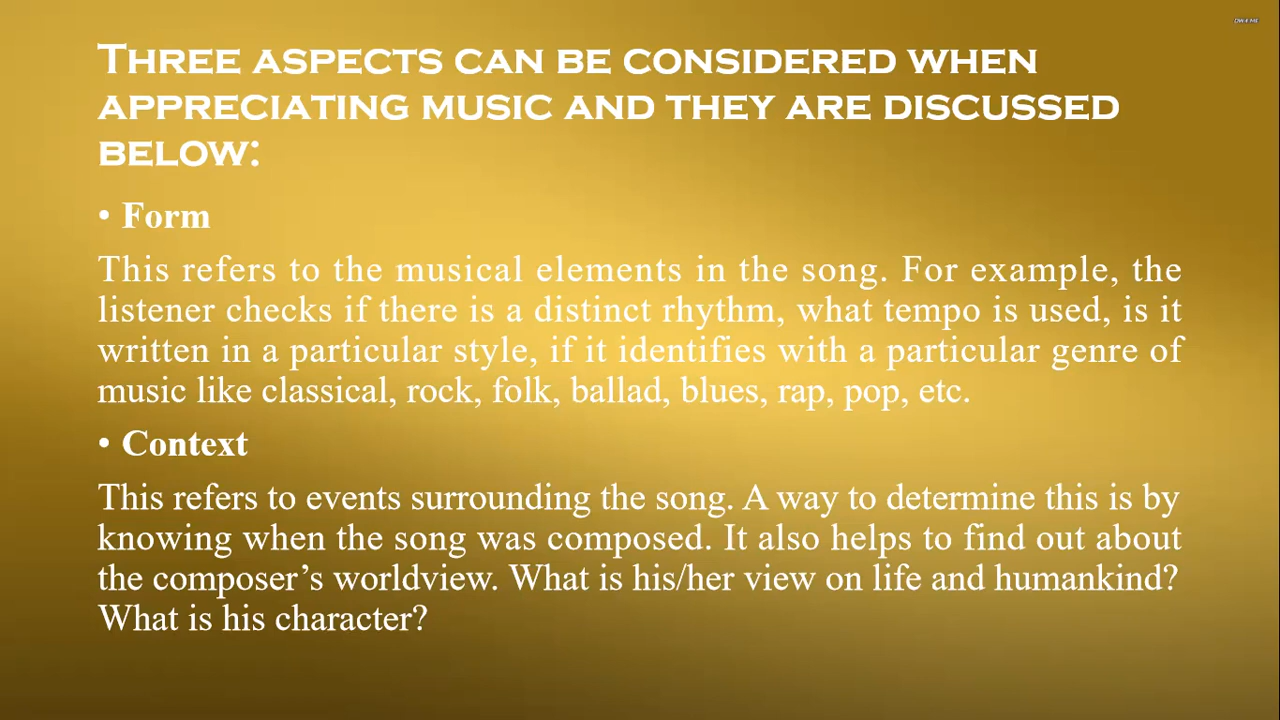 THREE ASPECTS CAN BE CONSIDERED WHEN
APPRECIATING MUSIC AND THEY ARE DISCUSSED
BELOW:
• Form
This refers to the musical elements in the song. For example, the
listener checks if there is a distinct rhythm, what tempo is used, is it
written in a particular style, if it identifies with a particular genre of
music like classical, rock, folk, ballad, blues, rap, pop, etc.
• Context
This refers to events surrounding the song. A way to determine this is by
knowing when the song was composed. It also helps to find out about
the composer’s worldview. What is his/her view on life and humankind?
What is his character?